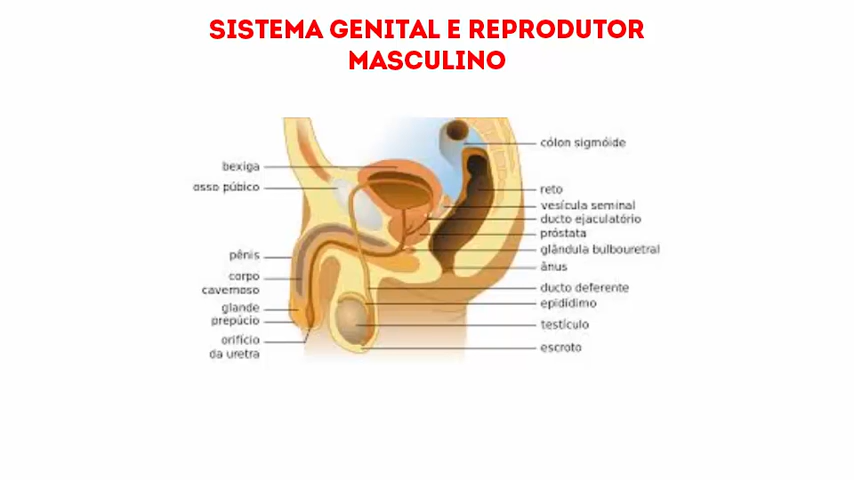 SISTEMA GENITAL E REPRODUTOR
MASCULINO
bexiga
osso púbico
pênis
corpo
cavernoso
glande
prepúcio
orifício
da uretra
cólon sigmóide
reto
vesícula seminal
ducto ejaculatório
próstata
glândula bulbouretral
ânus
ducto deferente
epidídimo
testículo
escroto